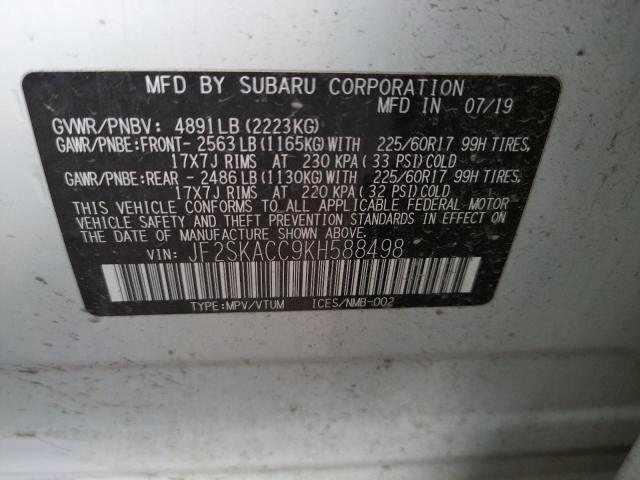 MFD BY SUBARU CORPORATION
MFD IN 07/19
GVWR/PNBV: 4891LB(2223KG)
GAWR/PNBE:FRONT- 2563LB(1165KG)WITH 225/60R17 99H TIRES,
17X7J RIMS AT 230 KPA(33 PSI)COLD
GAWR/PNBE:REAR - 2486LB(1130KG)WITH 225/60R17 99H TIRES,
17X7J RIMS AT 220 KPA(32 PSI)COLD
THIS VEHICLE CONFORMS TO ALL APPLICABLE FEDERAL MOTOR
VEHICLE SAFETY AND THEFT PREVENTION STANDARDS IN EFFECT ON
THE DATE OF MANUFACTURE SHOWN ABOVE.
VIN: JF2SKACC9KH588498
TYPE:MPV/VTUM ICES/NMB-002